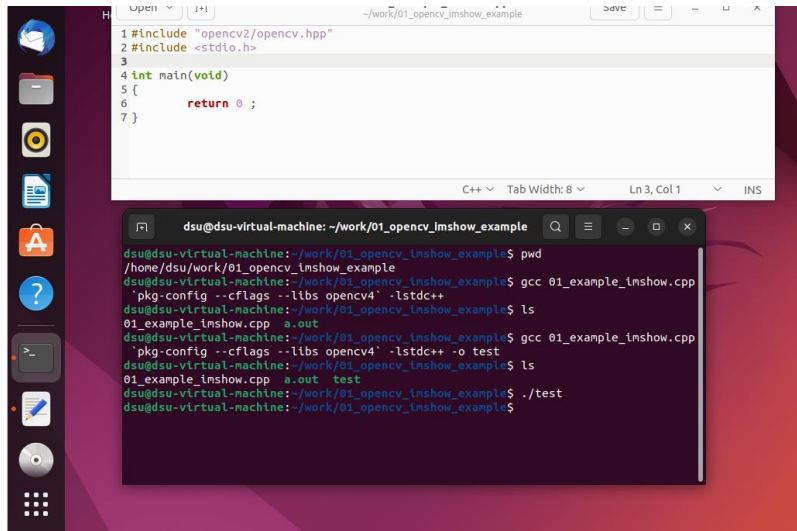 Open
Save
~/work/01_opencv_imshow_example
1 #include "opencv2/opencv.hpp"
2 #include <stdio.h>
3
4 int main(void)
5 {
6 return 0 ;
7 }
C++ Tab Width: 8 Ln 3, Col 1 INS
dsu@dsu-virtual-machine: ~/work/01_opencv_imshow_example
dsu@dsu-virtual-machine:~/work/01_opencv_imshow_example$ pwd
/home/dsu/work/01_opencv_imshow_example
dsu@dsu-virtual-machine:~/work/01_opencv_imshow_example$ gcc 01_example_imshow.cpp
`pkg-config --cflags --libs opencv4` -lstdc++
dsu@dsu-virtual-machine:~/work/01_opencv_imshow_example$ ls
01_example_imshow.cpp a.out
dsu@dsu-virtual-machine:~/work/01_opencv_imshow_example$ gcc 01_example_imshow.cpp
`pkg-config --cflags --libs opencv4` -lstdc++ -o test
dsu@dsu-virtual-machine:~/work/01_opencv_imshow_example$ ls
01_example_imshow.cpp a.out test
dsu@dsu-virtual-machine:~/work/01_opencv_imshow_example$ ./test
dsu@dsu-virtual-machine:~/work/01_opencv_imshow_example$